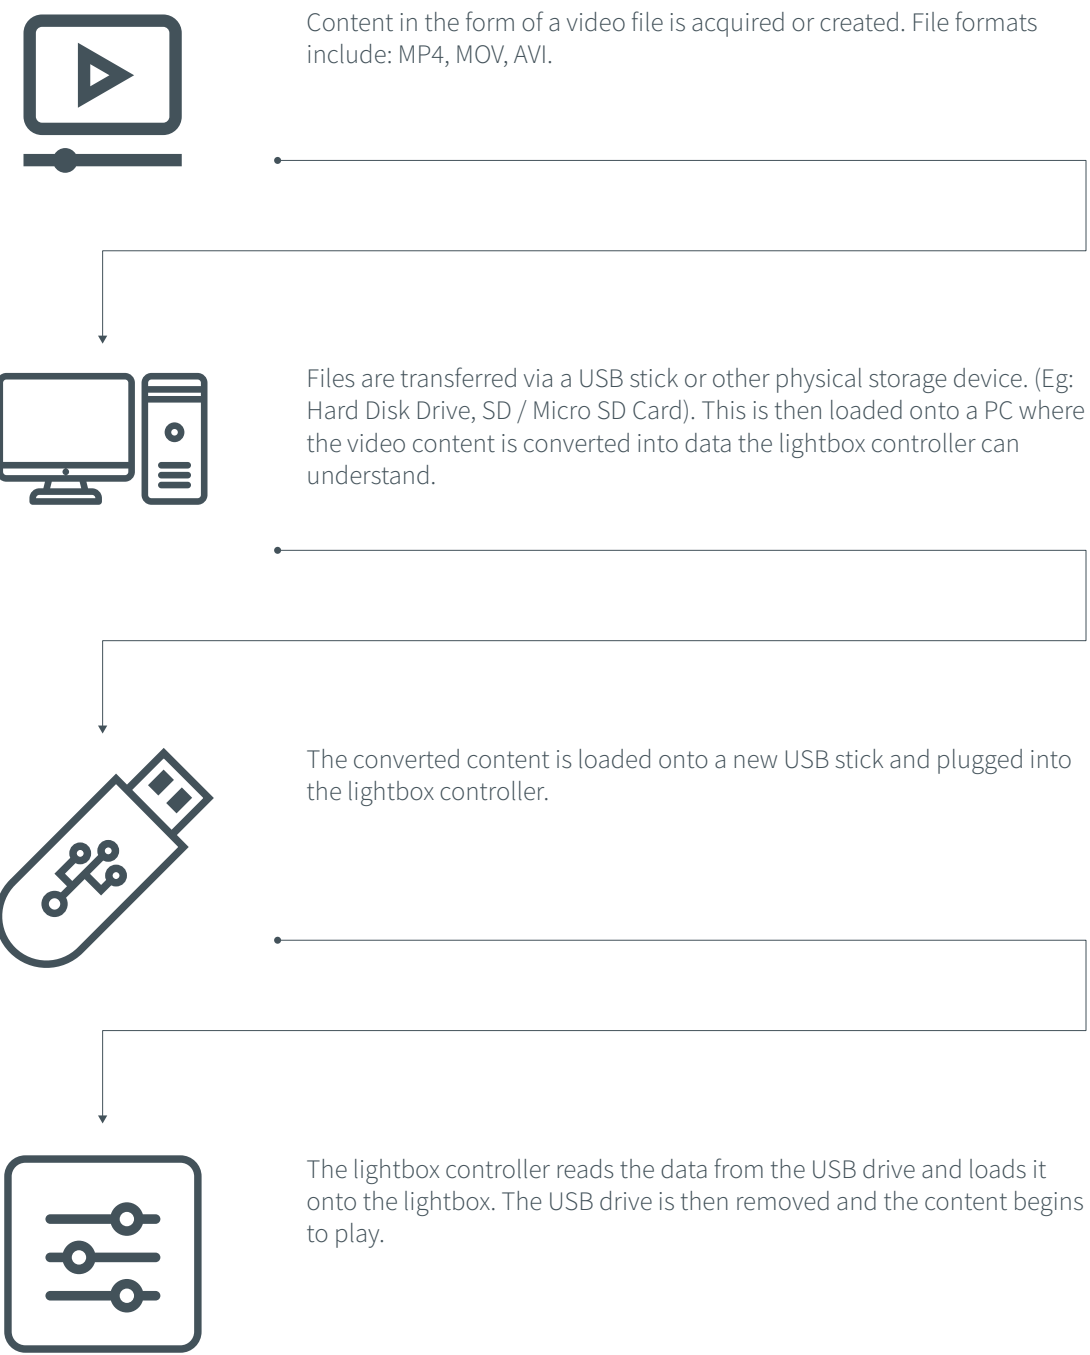 Content in the form of a video file is acquired or created. File formats
include: MP4, MOV, AVI.
Files are transferred via a USB stick or other physical storage device. (Eg:
Hard Disk Drive, SD / Micro SD Card). This is then loaded onto a PC where
the video content is converted into data the lightbox controller can
understand.
The converted content is loaded onto a new USB stick and plugged into
the lightbox controller.
The lightbox controller reads the data from the USB drive and loads it
onto the lightbox. The USB drive is then removed and the content begins
to play.